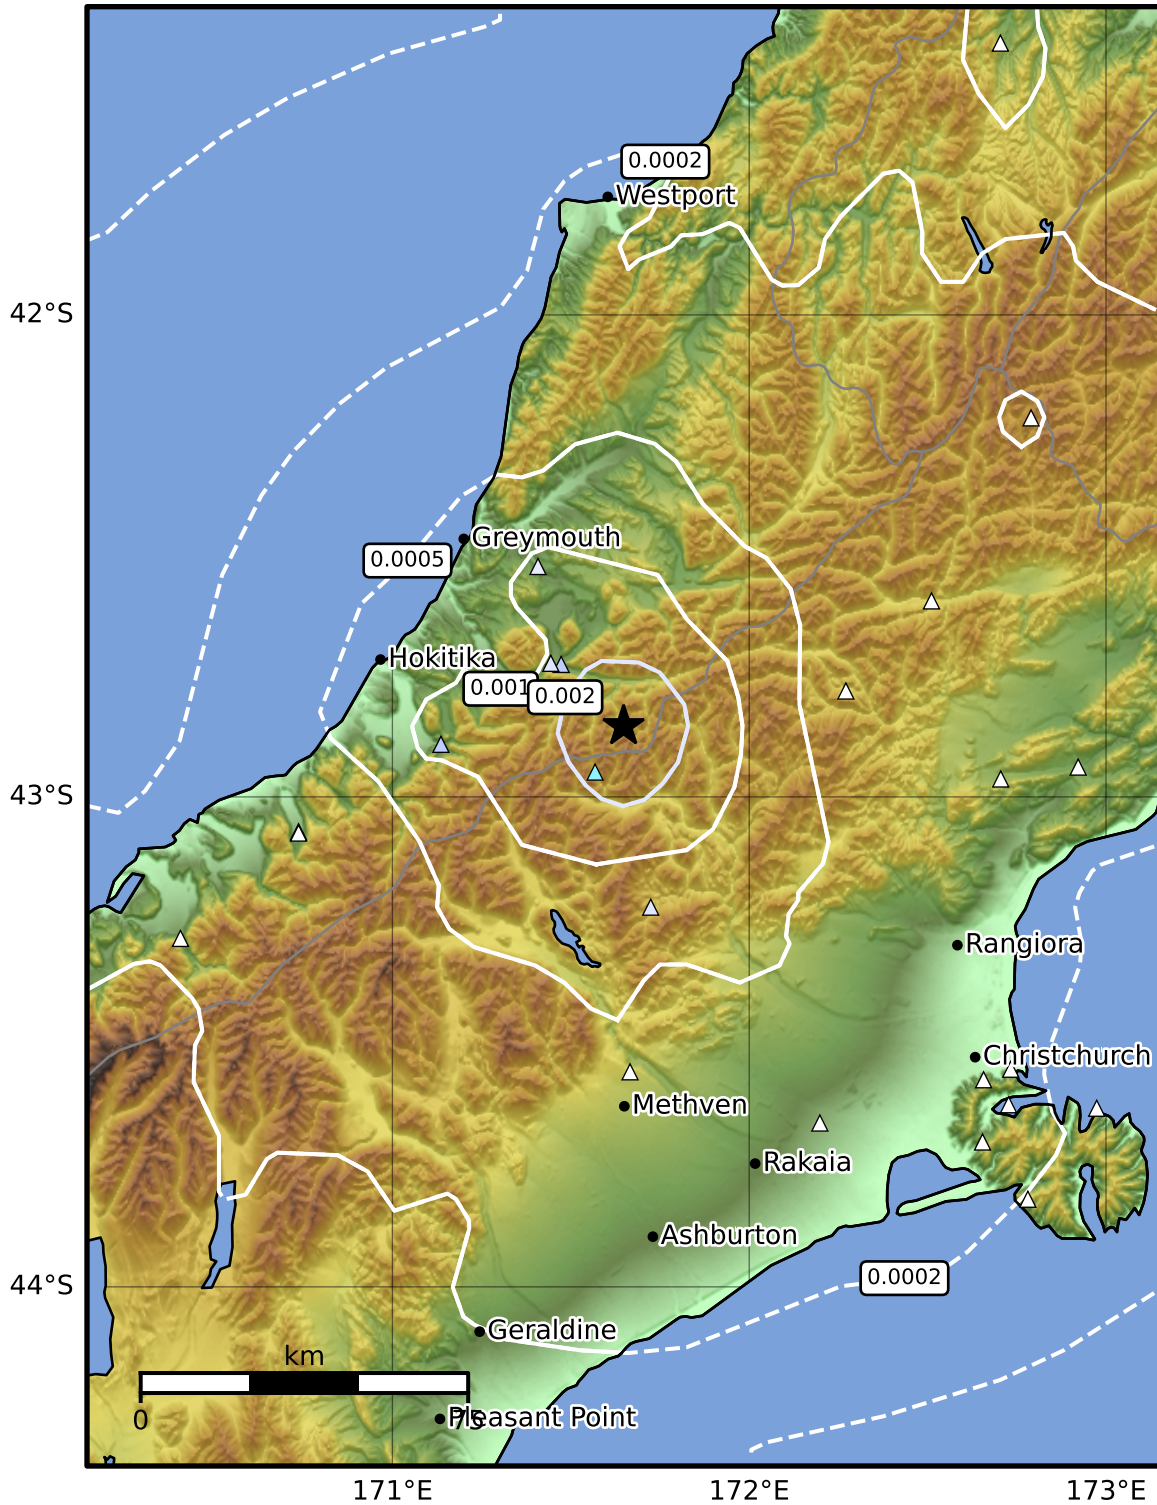 0.0002
Westport
42°S
Greymouth
0.0005
Hokitika
0.001
0.002
43°S
Rangiora
Christchurch
Methven
Rakaia
Ashburton
0.0002
44°S
Geraldine
km
0 75
Pleasant Point
171°E 172°E 173°E